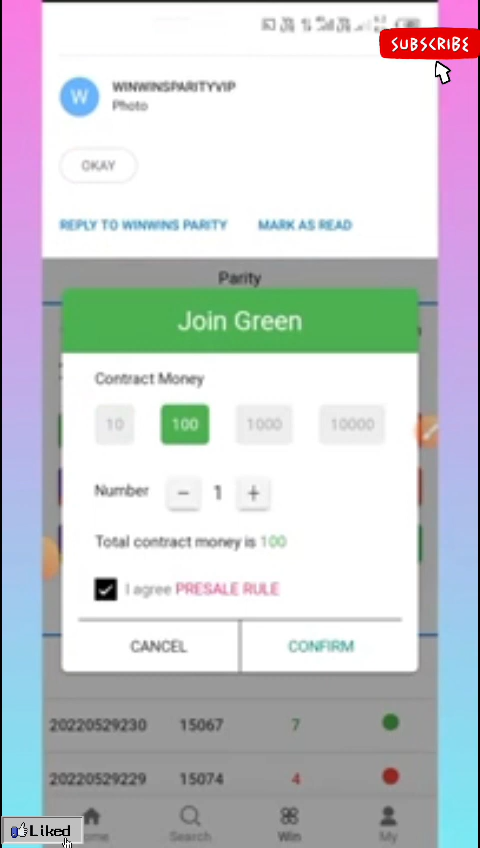 SUBSCRIBE
W
WINWINSPARITYVIP
Photo
OKAY
REPLY TO WINWINS PARITY MARK AS READ
Parity
Join Green
Contract Money
10 100 1000 10000
Number − 1 +
Total contract money is 100
I agree PRESALE RULE
CANCEL CONFIRM
20220529230 15067 7
20220529229 15074 4
Search Win My
Liked